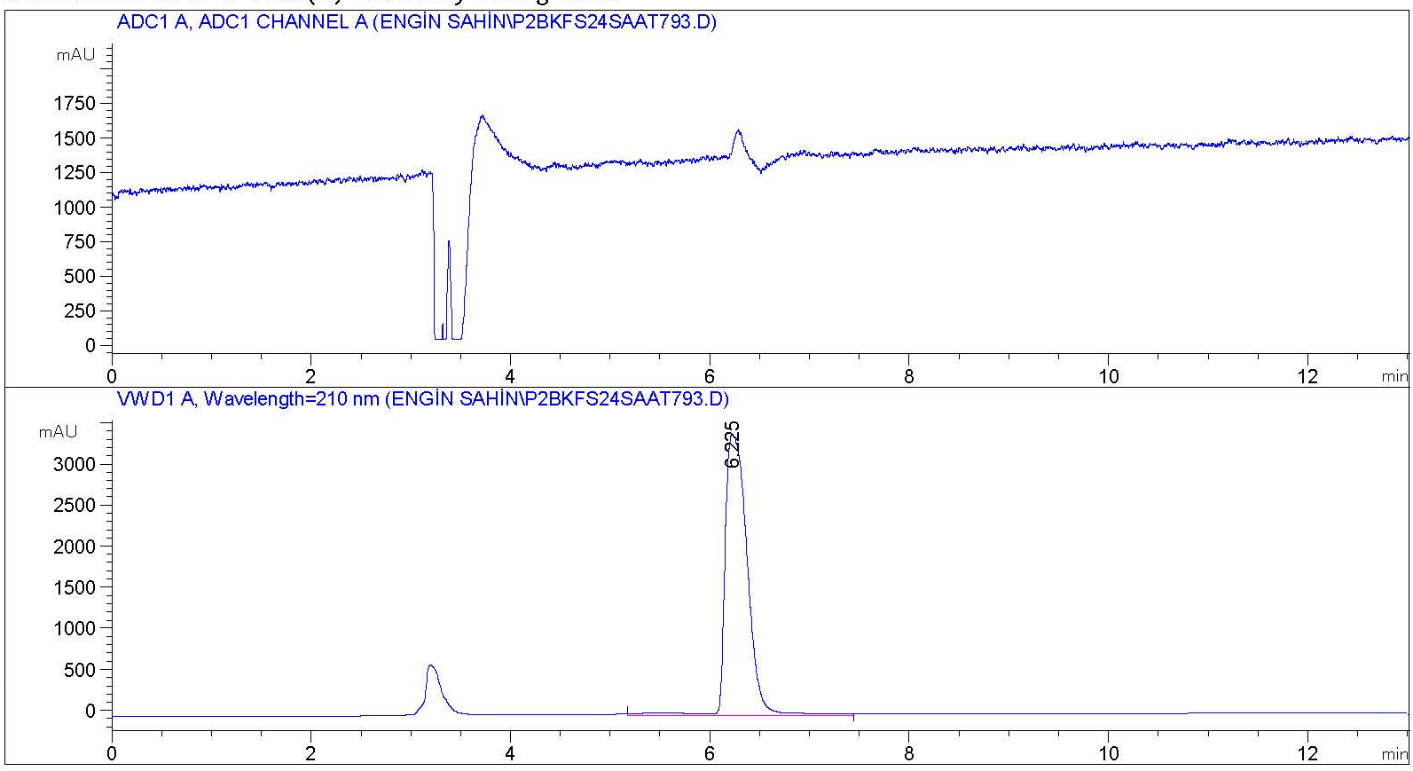 ADC1 A, ADC1 CHANNEL A (ENGİN SAHİN\P2BKFS24SAAT793.D)
mAU
1750
1500
1250
1000
750
500
250
0
0 2 4 6 8 10 12 min
VWD1 A, Wavelength=210 nm (ENGİN SAHİN\P2BKFS24SAAT793.D)
mAU
6.225
3000
2500
2000
1500
1000
500
0
0 2 4 6 8 10 12 min